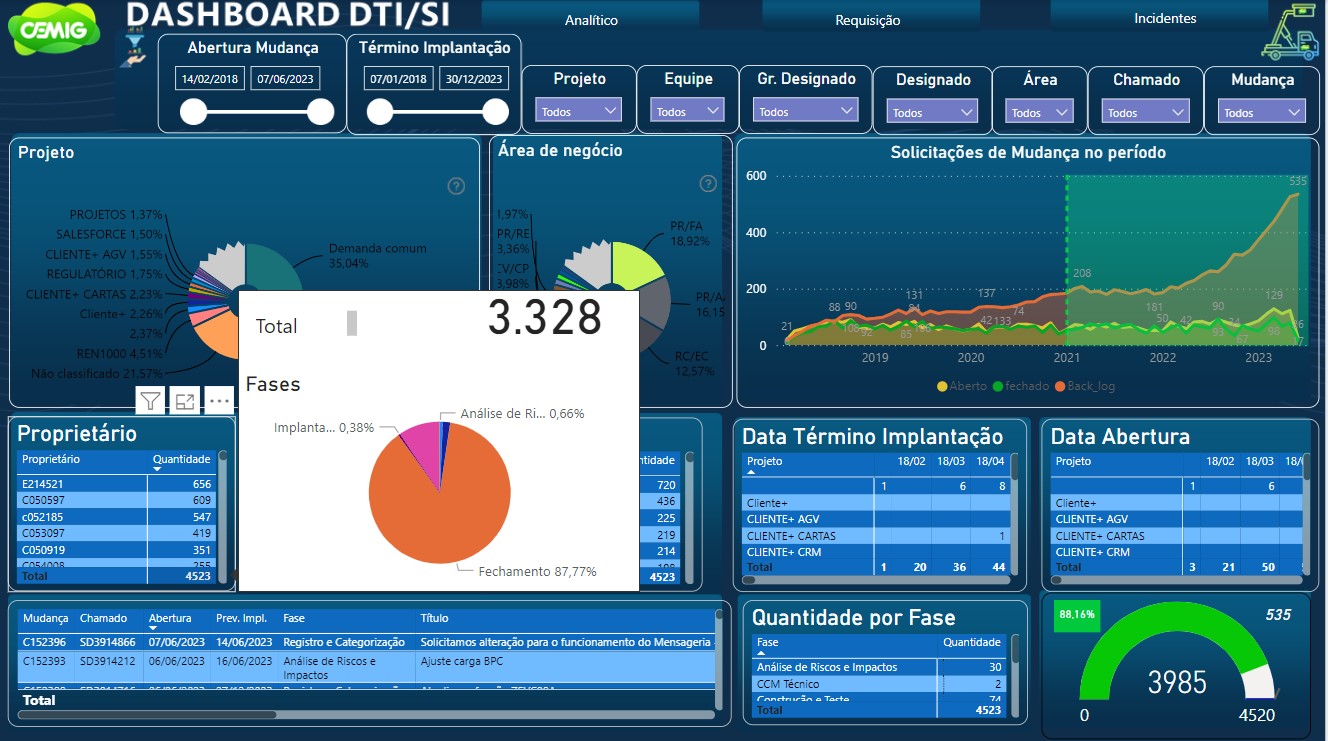 CEMIG
DASHBOARD DTI/SI
Analítico
Requisição
Incidentes
Abertura Mudança
14/02/2018
07/06/2023
Término Implantação
07/01/2018
30/12/2023
Projeto
Todos
Equipe
Todos
Gr. Designado
Todos
Designado
Todos
Área
Todos
Chamado
Todos
Mudança
Todos
Projeto
PROJETOS 1,37%
SALESFORCE 1,50%
CLIENTE+ AGV 1,55%
REGULATÓRIO 1,75%
CLIENTE+ CARTAS 2,23%
Cliente+ 2,26%
2,37%
REN1000 4,51%
Não classificado 21,57%
Demanda comum
35,04%
Área de negócio
1,97%
PR/RE
3,36%
CV/CP
3,98%
PR/FA
18,92%
PR/A
16,15
RC/EC
12,57%
Solicitações de Mudança no período
600
400
200
0
21
88 90
131
137
74
42 133
85
208
181
50
42
90
93
67
129
98
535
2019
2020
2021
2022
2023
Aberto
fechado
Back_log
Total
3.328
Fases
Análise de Ri... 0,66%
Implanta... 0,38%
Fechamento 87,77%
Proprietário
Proprietário Quantidade
E214521 656
C050597 609
c052185 547
C053097 419
C050919 351
C054008 255
Total 4523
ntidade
720
436
225
219
214
4523
Data Término Implantação
Projeto 18/02 18/03 18/04
1 6 8
Cliente+
CLIENTE+ AGV
CLIENTE+ CARTAS 1
CLIENTE+ CRM
Total 1 20 36 44
Data Abertura
Projeto 18/02 18/03 18/0
1 6
Cliente+
CLIENTE+ AGV
CLIENTE+ CARTAS
CLIENTE+ CRM
Total 3 21 50
Mudança Chamado Abertura Prev. Impl. Fase Título
C152396 SD3914866 07/06/2023 14/06/2023 Registro e Categorização Solicitamos alteração para o funcionamento do Mensageria
C152393 SD3914212 06/06/2023 16/06/2023 Análise de Riscos e Ajuste carga BPC
Impactos
Total
Quantidade por Fase
Fase Quantidade
Análise de Riscos e Impactos 30
CCM Técnico 2
Construção e Teste 74
Total 4523
88,16%
535
3985
0
4520